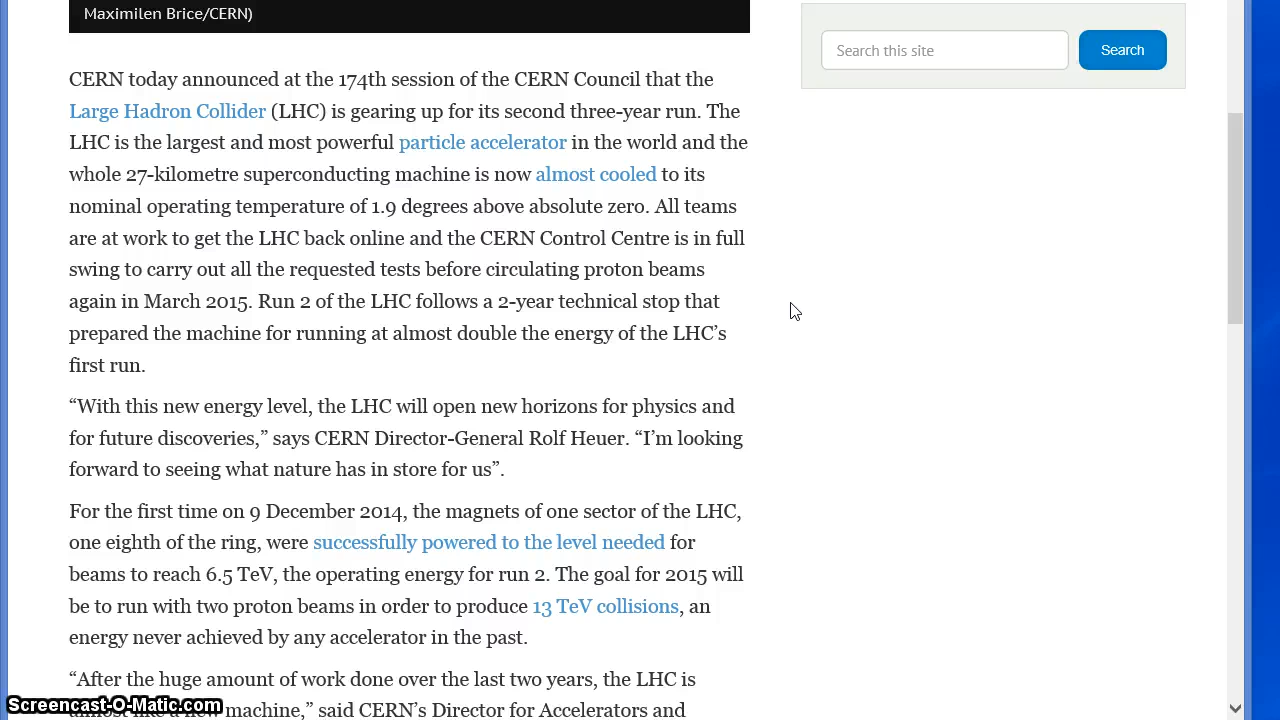 Maximilen Brice/CERN)
Search this site
Search
CERN today announced at the 174th session of the CERN Council that the
Large Hadron Collider (LHC) is gearing up for its second three-year run. The
LHC is the largest and most powerful particle accelerator in the world and the
whole 27-kilometre superconducting machine is now almost cooled to its
nominal operating temperature of 1.9 degrees above absolute zero. All teams
are at work to get the LHC back online and the CERN Control Centre is in full
swing to carry out all the requested tests before circulating proton beams
again in March 2015. Run 2 of the LHC follows a 2-year technical stop that
prepared the machine for running at almost double the energy of the LHC’s
first run.
“With this new energy level, the LHC will open new horizons for physics and
for future discoveries,” says CERN Director-General Rolf Heuer. “I’m looking
forward to seeing what nature has in store for us”.
For the first time on 9 December 2014, the magnets of one sector of the LHC,
one eighth of the ring, were successfully powered to the level needed for
beams to reach 6.5 TeV, the operating energy for run 2. The goal for 2015 will
be to run with two proton beams in order to produce 13 TeV collisions, an
energy never achieved by any accelerator in the past.
“After the huge amount of work done over the last two years, the LHC is
almost like a new machine,” said CERN’s Director for Accelerators and
Screencast-O-Matic.com